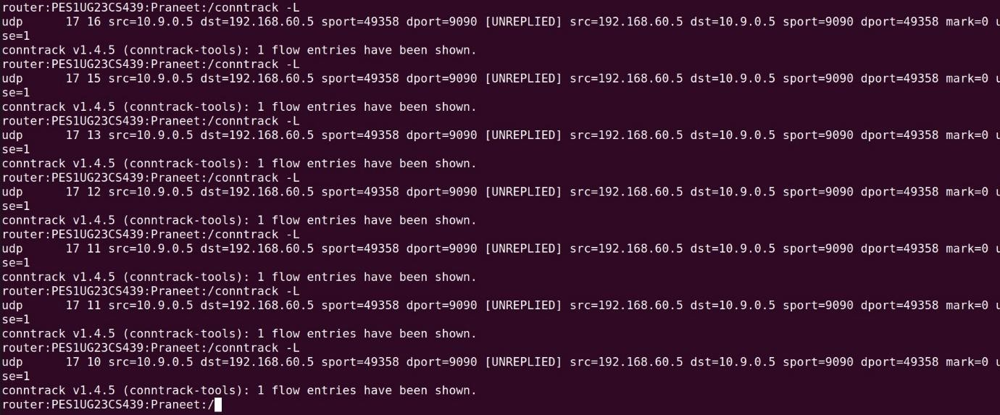 router:PES1UG23CS439:Praneet:/conntrack -L
udp      17 16 src=10.9.0.5 dst=192.168.60.5 sport=49358 dport=9090 [UNREPLIED] src=192.168.60.5 dst=10.9.0.5 sport=9090 dport=49358 mark=0 u
se=1
conntrack v1.4.5 (conntrack-tools): 1 flow entries have been shown.
router:PES1UG23CS439:Praneet:/conntrack -L
udp      17 15 src=10.9.0.5 dst=192.168.60.5 sport=49358 dport=9090 [UNREPLIED] src=192.168.60.5 dst=10.9.0.5 sport=9090 dport=49358 mark=0 u
se=1
conntrack v1.4.5 (conntrack-tools): 1 flow entries have been shown.
router:PES1UG23CS439:Praneet:/conntrack -L
udp      17 13 src=10.9.0.5 dst=192.168.60.5 sport=49358 dport=9090 [UNREPLIED] src=192.168.60.5 dst=10.9.0.5 sport=9090 dport=49358 mark=0 u
se=1
conntrack v1.4.5 (conntrack-tools): 1 flow entries have been shown.
router:PES1UG23CS439:Praneet:/conntrack -L
udp      17 12 src=10.9.0.5 dst=192.168.60.5 sport=49358 dport=9090 [UNREPLIED] src=192.168.60.5 dst=10.9.0.5 sport=9090 dport=49358 mark=0 u
se=1
conntrack v1.4.5 (conntrack-tools): 1 flow entries have been shown.
router:PES1UG23CS439:Praneet:/conntrack -L
udp      17 11 src=10.9.0.5 dst=192.168.60.5 sport=49358 dport=9090 [UNREPLIED] src=192.168.60.5 dst=10.9.0.5 sport=9090 dport=49358 mark=0 u
se=1
conntrack v1.4.5 (conntrack-tools): 1 flow entries have been shown.
router:PES1UG23CS439:Praneet:/conntrack -L
udp      17 11 src=10.9.0.5 dst=192.168.60.5 sport=49358 dport=9090 [UNREPLIED] src=192.168.60.5 dst=10.9.0.5 sport=9090 dport=49358 mark=0 u
se=1
conntrack v1.4.5 (conntrack-tools): 1 flow entries have been shown.
router:PES1UG23CS439:Praneet:/conntrack -L
udp      17 10 src=10.9.0.5 dst=192.168.60.5 sport=49358 dport=9090 [UNREPLIED] src=192.168.60.5 dst=10.9.0.5 sport=9090 dport=49358 mark=0 u
se=1
conntrack v1.4.5 (conntrack-tools): 1 flow entries have been shown.
router:PES1UG23CS439:Praneet:/